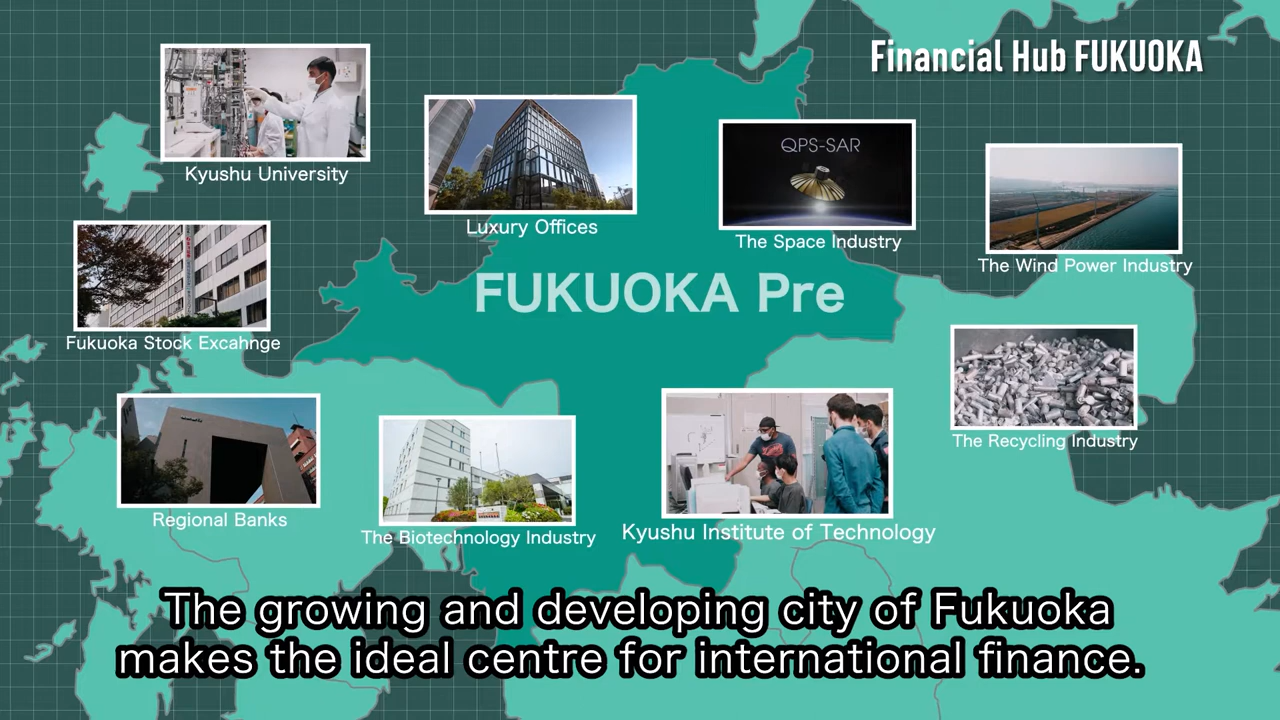 Financial Hub FUKUOKA
Kyushu University
Luxury Offices
QPS-SAR
The Space Industry
The Wind Power Industry
FUKUOKA Pre
Fukuoka Stock Excahnge
The Recycling Industry
Regional Banks
The Biotechnology Industry
Kyushu Institute of Technology
The growing and developing city of Fukuoka
makes the ideal centre for international finance.